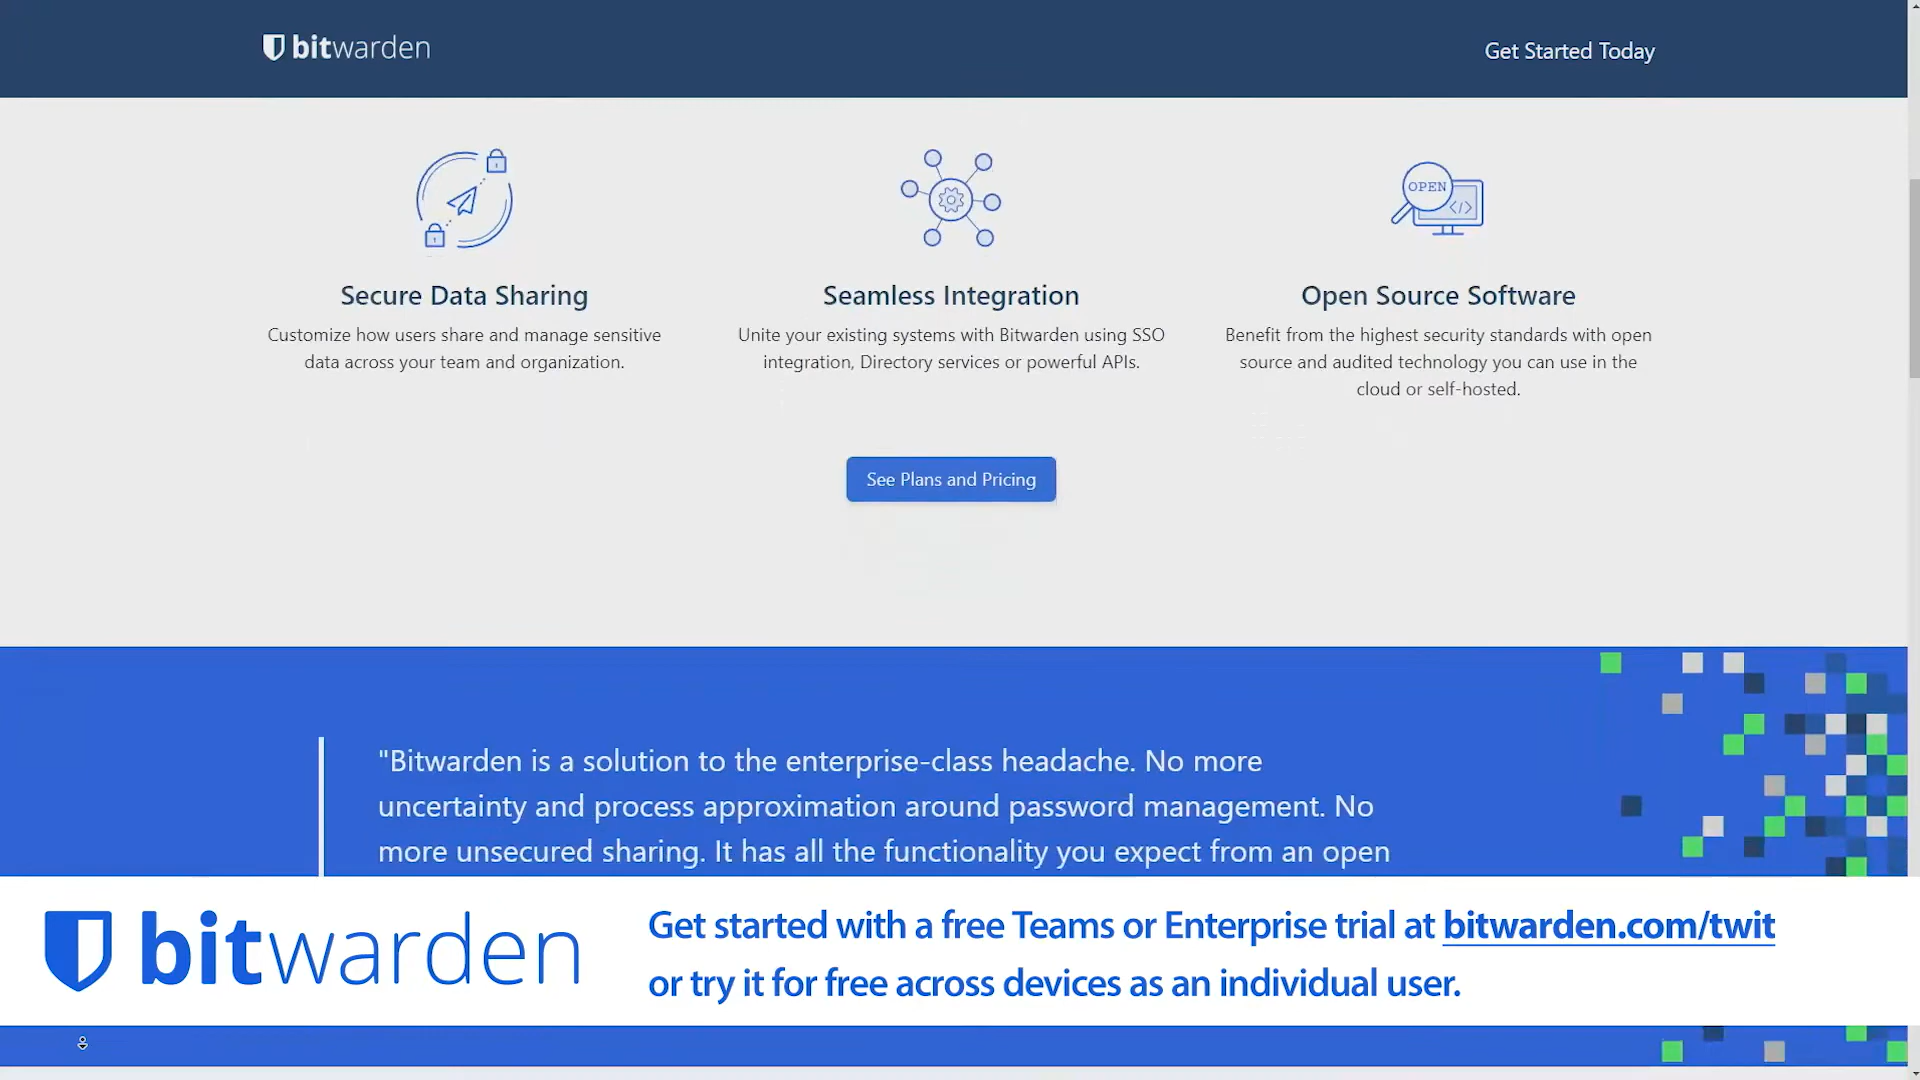 bitwarden
Get Started Today
OPEN
</>
Secure Data Sharing
Customize how users share and manage sensitive
data across your team and organization.
Seamless Integration
Unite your existing systems with Bitwarden using SSO
integration, Directory services or powerful APIs.
Open Source Software
Benefit from the highest security standards with open
source and audited technology you can use in the
cloud or self-hosted.
See Plans and Pricing
"Bitwarden is a solution to the enterprise-class headache. No more
uncertainty and process approximation around password management. No
more unsecured sharing. It has all the functionality you expect from an open
bitwarden
Get started with a free Teams or Enterprise trial at bitwarden.com/twit
or try it for free across devices as an individual user.